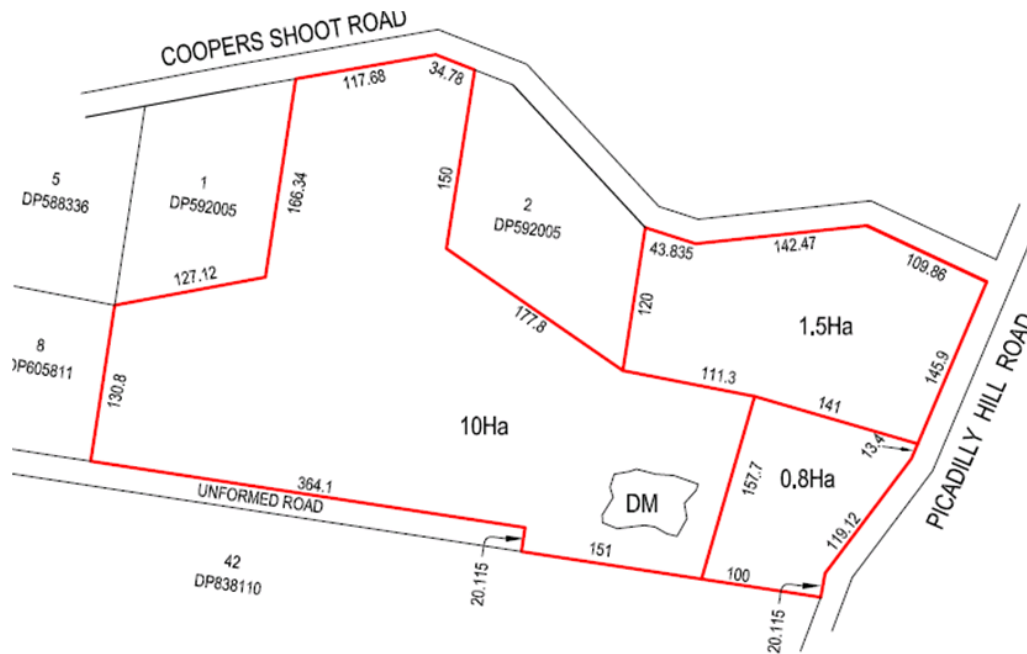 COOPERS SHOOT ROAD
117.68
34.78
5
DP588336
1
DP592005
166.34
150
2
DP592005
127.12
43.835
142.47
109.86
120
1.5Ha
177.8
145.9
8
DP605811
130.8
111.3
141
10Ha
13.4
PICADILLY HILL ROAD
157.7
0.8Ha
364.1
UNFORMED ROAD
DM
119.12
151
100
20.115
20.115
42
DP838110